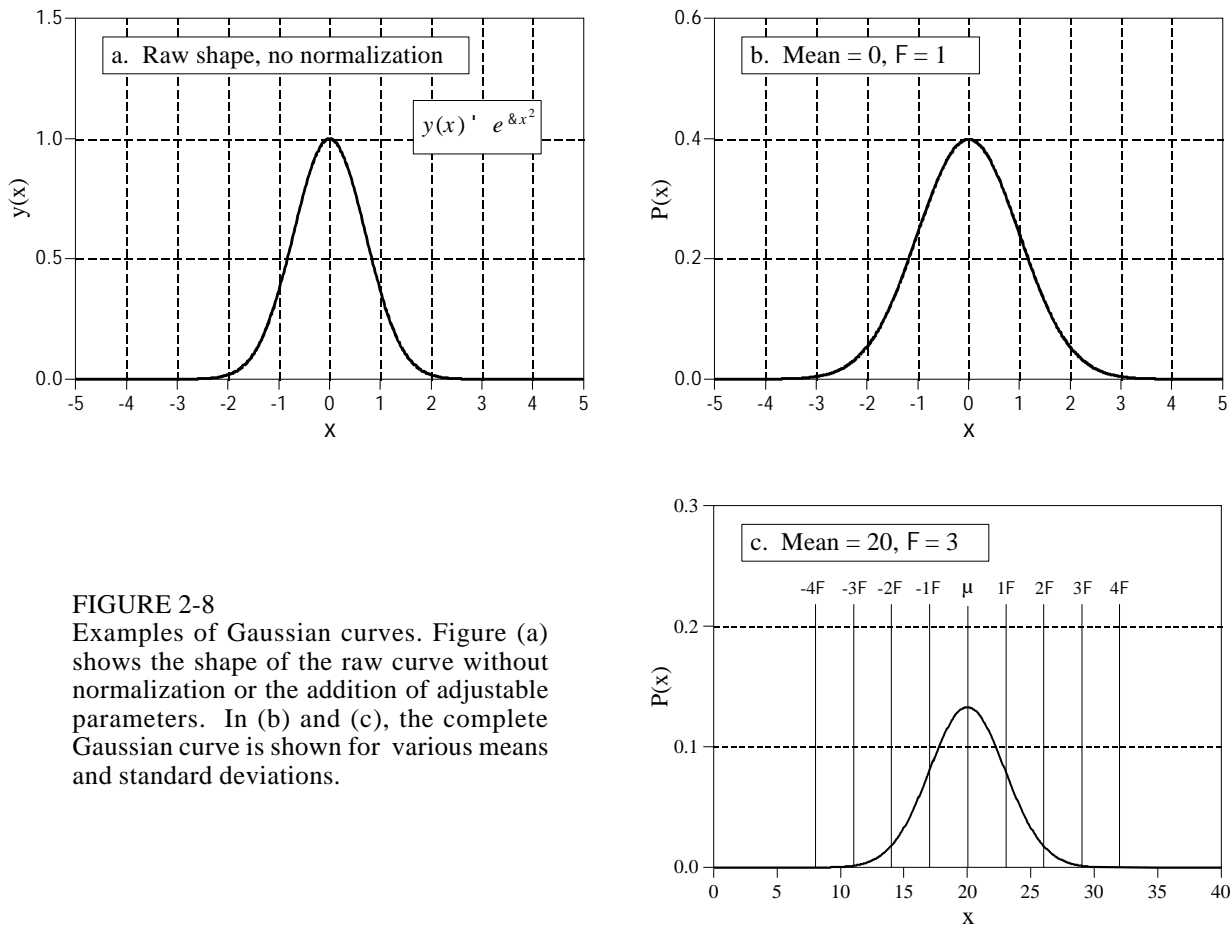 1.5
a. Raw shape, no normalization
y(x) ' e &x2
1.0
0.5
0.0
y(x)
-5 -4 -3 -2 -1 0 1 2 3 4 5
X
0.6
b. Mean = 0, F = 1
0.4
0.2
0.0
P(x)
-5 -4 -3 -2 -1 0 1 2 3 4 5
X
FIGURE 2-8
Examples of Gaussian curves. Figure (a)
shows the shape of the raw curve without
normalization or the addition of adjustable
parameters. In (b) and (c), the complete
Gaussian curve is shown for various means
and standard deviations.
0.3
c. Mean = 20, F = 3
-4F -3F -2F -1F µ 1F 2F 3F 4F
0.2
0.1
0.0
P(x)
0 5 10 15 20 25 30 35 40
x